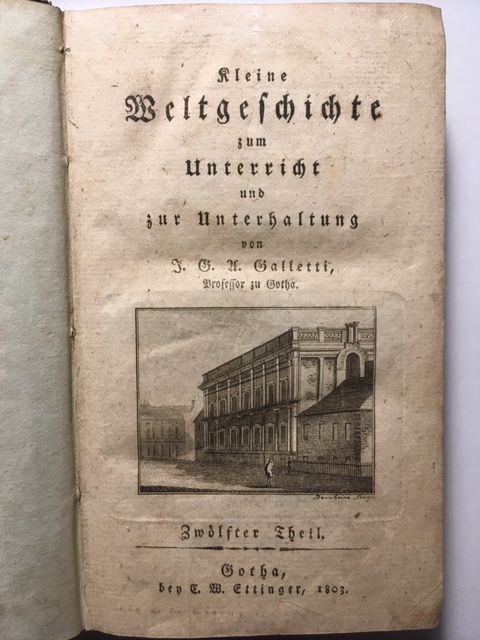 Kleine
Weltgeſchichte
zum
Unterricht
und
zur Unterhaltung
von
J. G. A. Galletti,
Profeſſor zu Gotha.
Zwölfter Theil.
Gotha,
bey C. W. Ettinger, 1803.